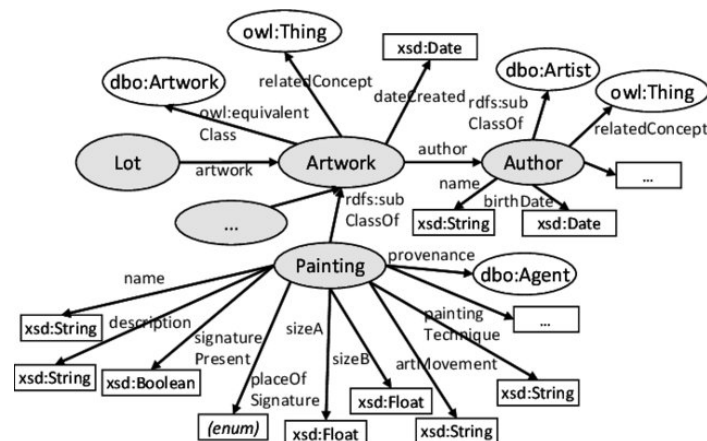 owl:Thing
xsd:Date
dbo:Artwork
relatedConcept
dateCreated
dbo:Artist
owl:Thing
owl:equivalent
Class
rdfs:sub
ClassOf
relatedConcept
Lot
artwork
Artwork
author
Author
...
name
birthDate
xsd:String
xsd:Date
...
rdfs:sub
ClassOf
Painting
provenance
dbo:Agent
name
...
xsd:String
description
signature
Present
sizeA
sizeB
painting
Technique
artMovement
xsd:String
xsd:Boolean
placeOf
Signature
xsd:Float
xsd:String
(enum)
xsd:Float
xsd:String